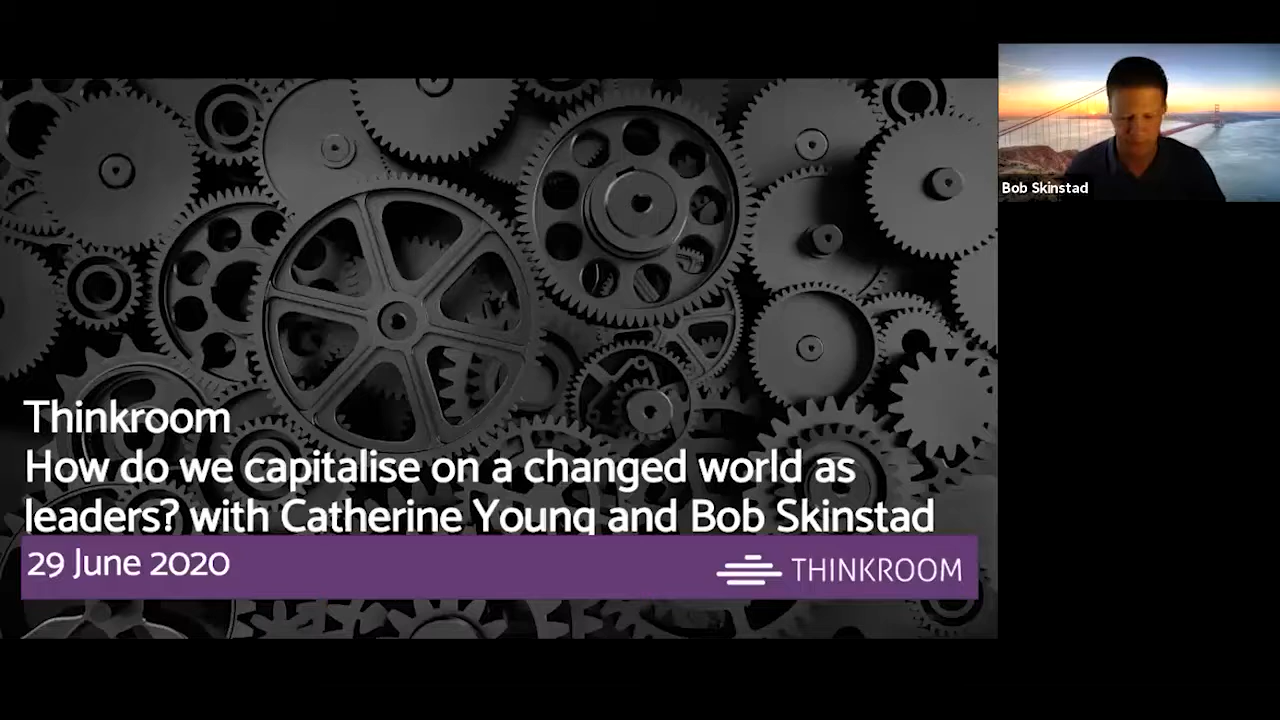 Thinkroom
How do we capitalise on a changed world as
leaders? with Catherine Young and Bob Skinstad
29 June 2020
THINKROOM
Bob Skinstad